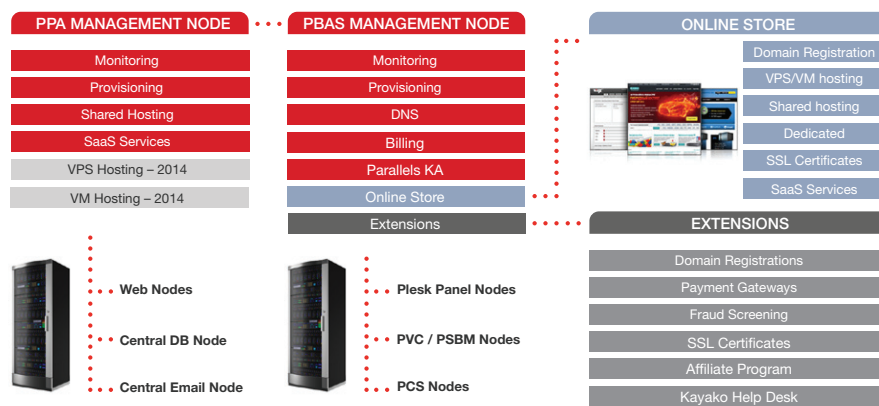 PPA MANAGEMENT NODE
Monitoring
Provisioning
Shared Hosting
SaaS Services
VPS Hosting – 2014
VM Hosting – 2014
Web Nodes
Central DB Node
Central Email Node
PBAS MANAGEMENT NODE
Monitoring
Provisioning
DNS
Billing
Parallels KA
Online Store
Extensions
Plesk Panel Nodes
PVC / PSBM Nodes
PCS Nodes
ONLINE STORE
Domain Registration
VPS/VM hosting
Shared hosting
Dedicated
SSL Certificates
SaaS Services
EXTENSIONS
Domain Registrations
Payment Gateways
Fraud Screening
SSL Certificates
Affiliate Program
Kayako Help Desk